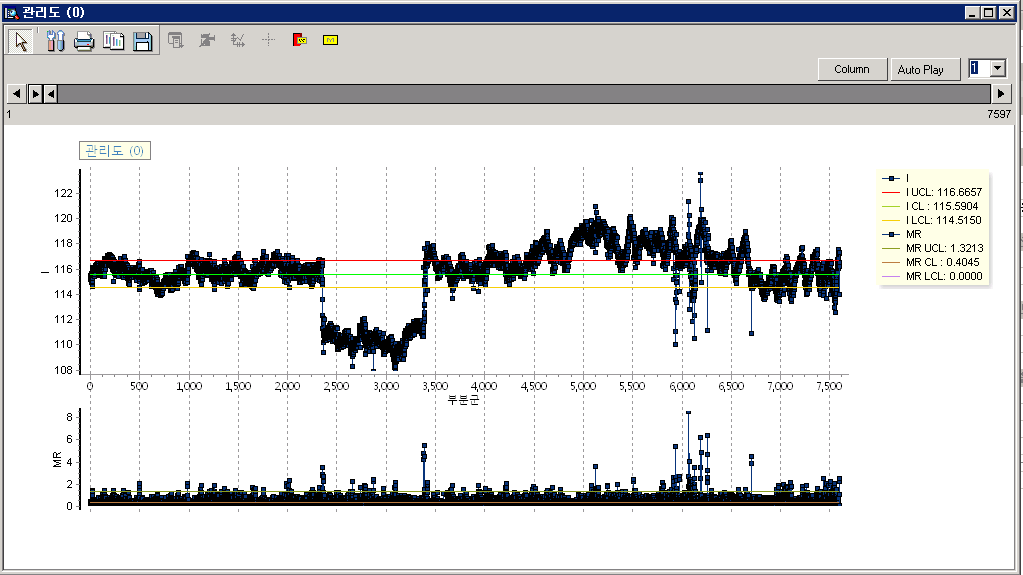 관리도 (0)
Column
Auto Play
1
1
7597
관리도 (0)
I
122
120
118
116
114
112
110
108
0
500
1,000
1,500
2,000
2,500
3,000
3,500
4,000
4,500
5,000
5,500
6,000
6,500
7,000
7,500
부분군
MR
8
6
4
2
0
I
I UCL: 116.6657
I CL : 115.5904
I LCL: 114.5150
MR
MR UCL: 1.3213
MR CL : 0.4045
MR LCL: 0.0000